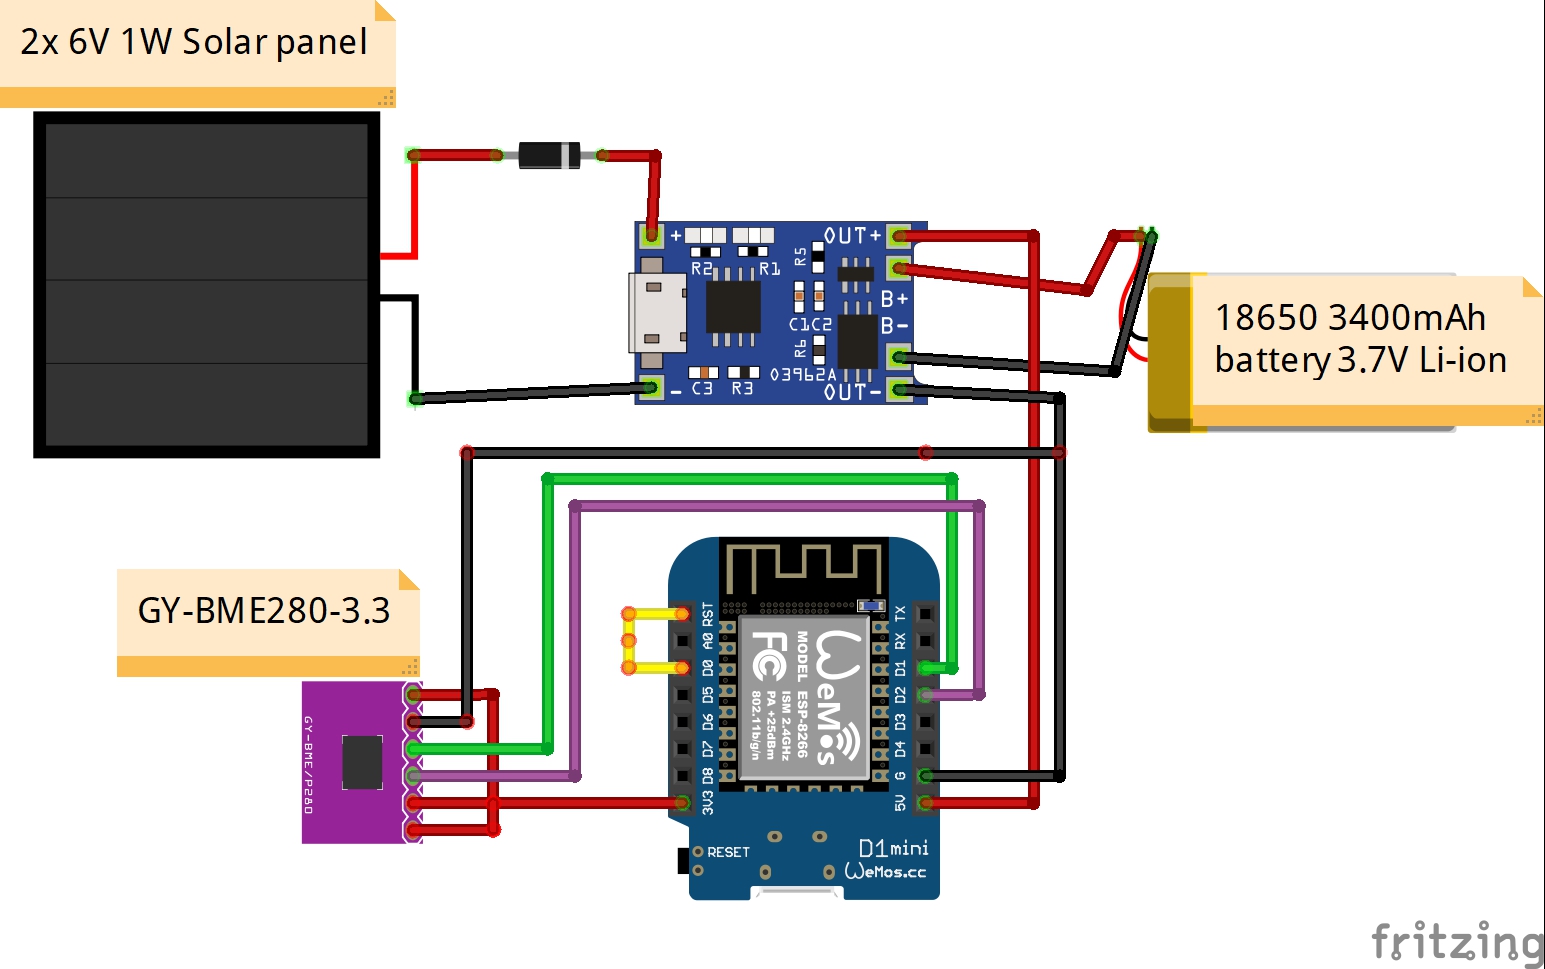 2x 6V 1W Solar panel
+
R2
R1
R5
OUT+
B+
B-
C1C2
R6
03962A
-
C3
R3
OUT-
18650 3400mAh
battery 3.7V Li-ion
GY-BME280-3.3
GY-BME/P280
RST
A0
D0
D5
D6
D7
D8
3V3
TX
RX
D1
D2
D3
D4
G
5V
WeMos
MODEL ESP-8266
ISM 2.4GHz
PA +25dBm
802.11b/g/n
FC
RESET
D1mini
WeMos.cc
fritzing